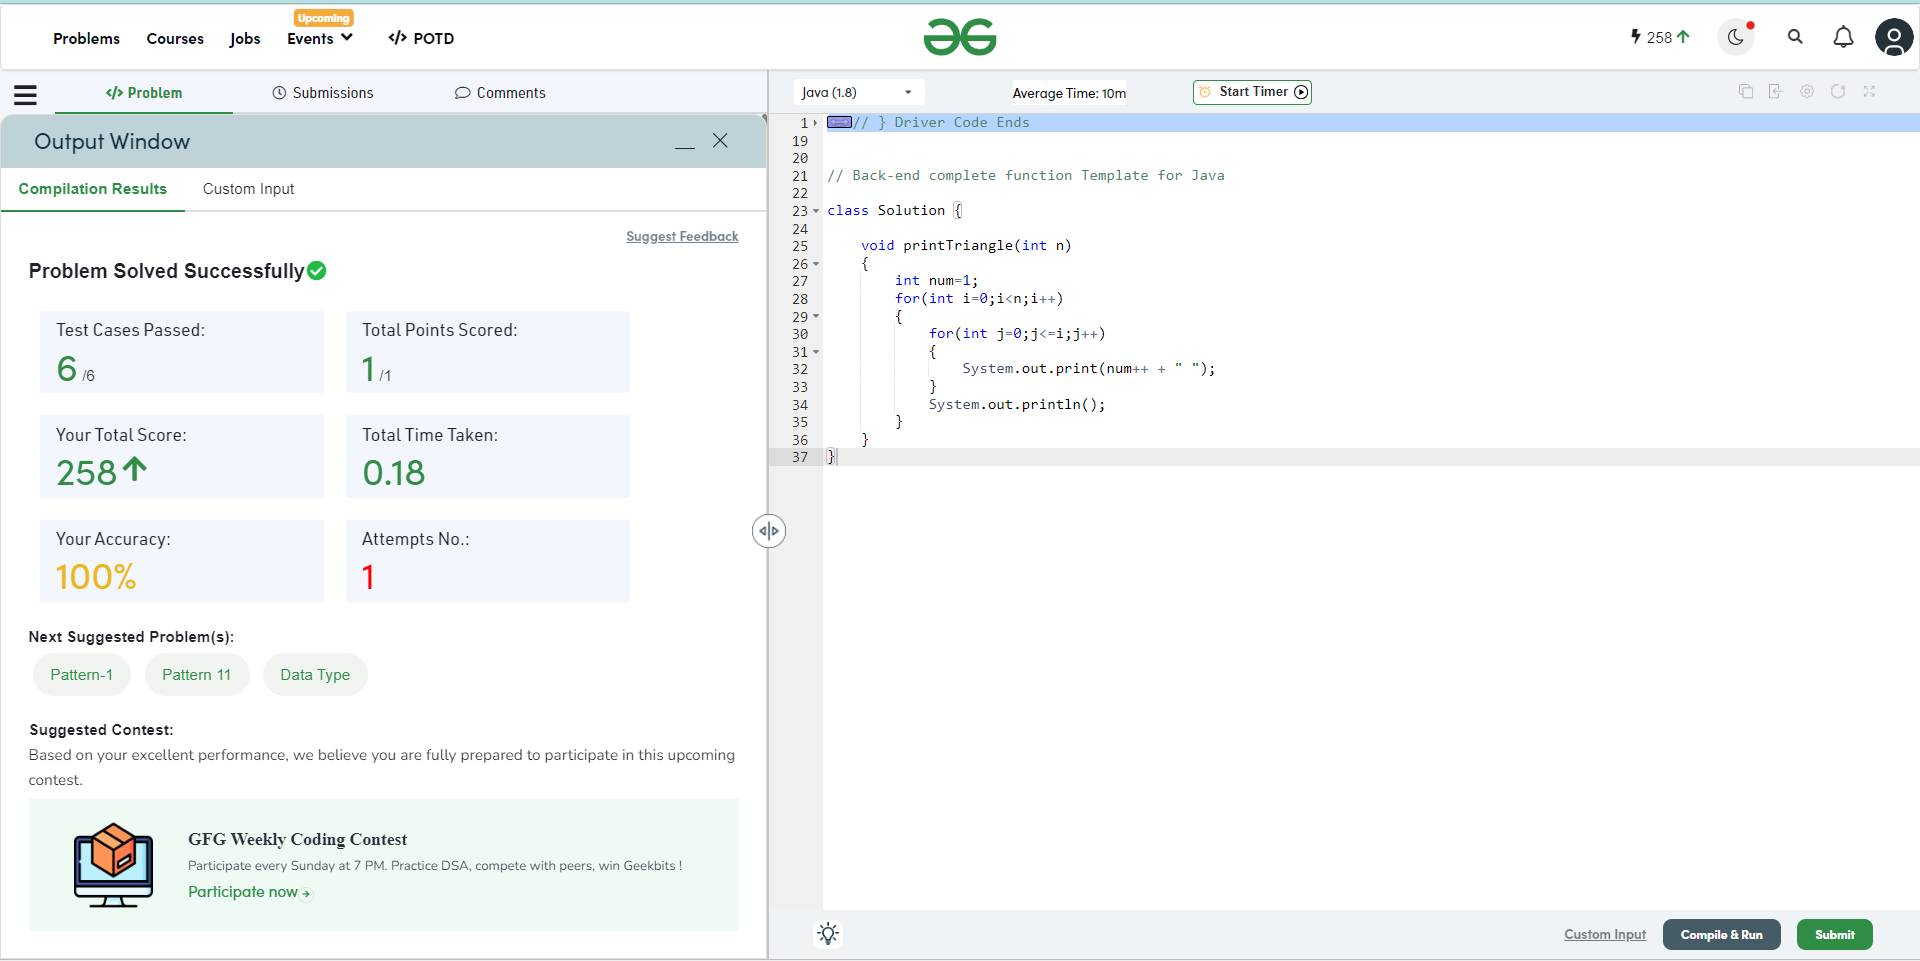 Upcoming
Problems Courses Jobs Events </> POTD
258
</> Problem Submissions Comments
Output Window
Compilation Results Custom Input
Suggest Feedback
Problem Solved Successfully
Test Cases Passed: Total Points Scored:
6 /6 1 /1
Your Total Score: Total Time Taken:
258 0.18
Your Accuracy: Attempts No.:
100% 1
Next Suggested Problem(s):
Pattern-1 Pattern 11 Data Type
Suggested Contest:
Based on your excellent performance, we believe you are fully prepared to participate in this upcoming
contest.
GFG Weekly Coding Contest
Participate every Sunday at 7 PM. Practice DSA, compete with peers, win Geekbits !
Participate now
Java (1.8) Average Time: 10m Start Timer
1 // } Driver Code Ends
19
20
21 // Back-end complete function Template for Java
22
23 class Solution {
24
25 void printTriangle(int n)
26 {
27 int num=1;
28 for(int i=0;i<n;i++)
29 {
30 for(int j=0;j<=i;j++)
31 {
32 System.out.print(num++ + " ");
33 }
34 System.out.println();
35 }
36 }
37 }
Custom Input Compile & Run Submit